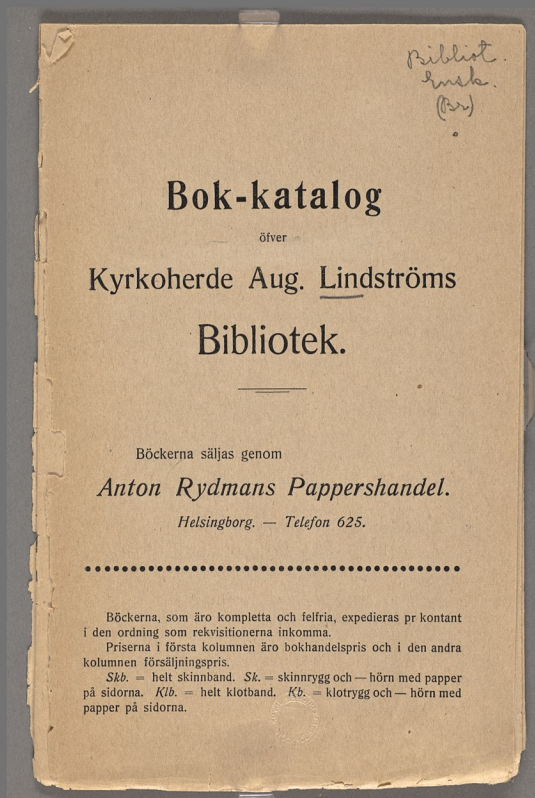 Bibliot.
Ensk.
(Br)
Bok-katalog
öfver
Kyrkoherde Aug. Lindströms
Bibliotek.
Böckerna säljas genom
Anton Rydmans Pappershandel.
Helsingborg. — Telefon 625.
Böckerna, som äro kompletta och felfria, expedieras pr kontant
i den ordning som rekvisitionerna inkomma.
Priserna i första kolumnen äro bokhandelspris och i den andra
kolumnen försäljningspris.
Skb. = helt skinnband. Sk. = skinnrygg och — hörn med papper
på sidorna. Klb. = helt klotband. Kb. = klotrygg och — hörn med
papper på sidorna.